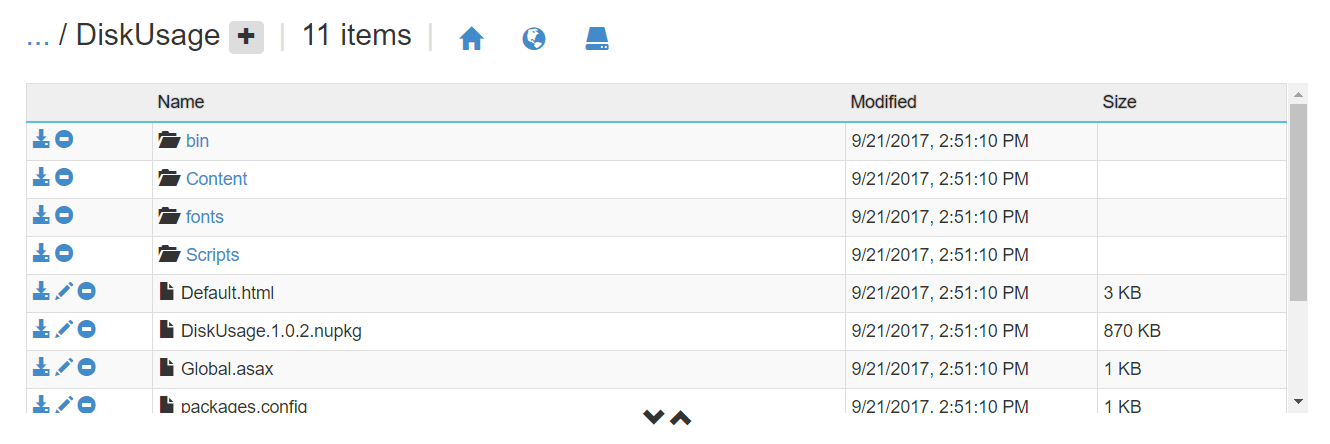 ... / DiskUsage | 11 items |
Name Modified Size
bin 9/21/2017, 2:51:10 PM
Content 9/21/2017, 2:51:10 PM
fonts 9/21/2017, 2:51:10 PM
Scripts 9/21/2017, 2:51:10 PM
Default.html 9/21/2017, 2:51:10 PM 3 KB
DiskUsage.1.0.2.nupkg 9/21/2017, 2:51:10 PM 870 KB
Global.asax 9/21/2017, 2:51:10 PM 1 KB
packages.config 9/21/2017, 2:51:10 PM 1 KB